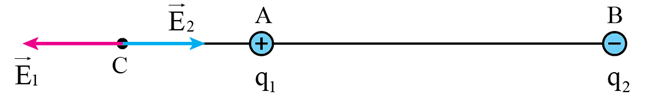 E⃗₂ A B
E⃗₁ C + −
q₁ q₂